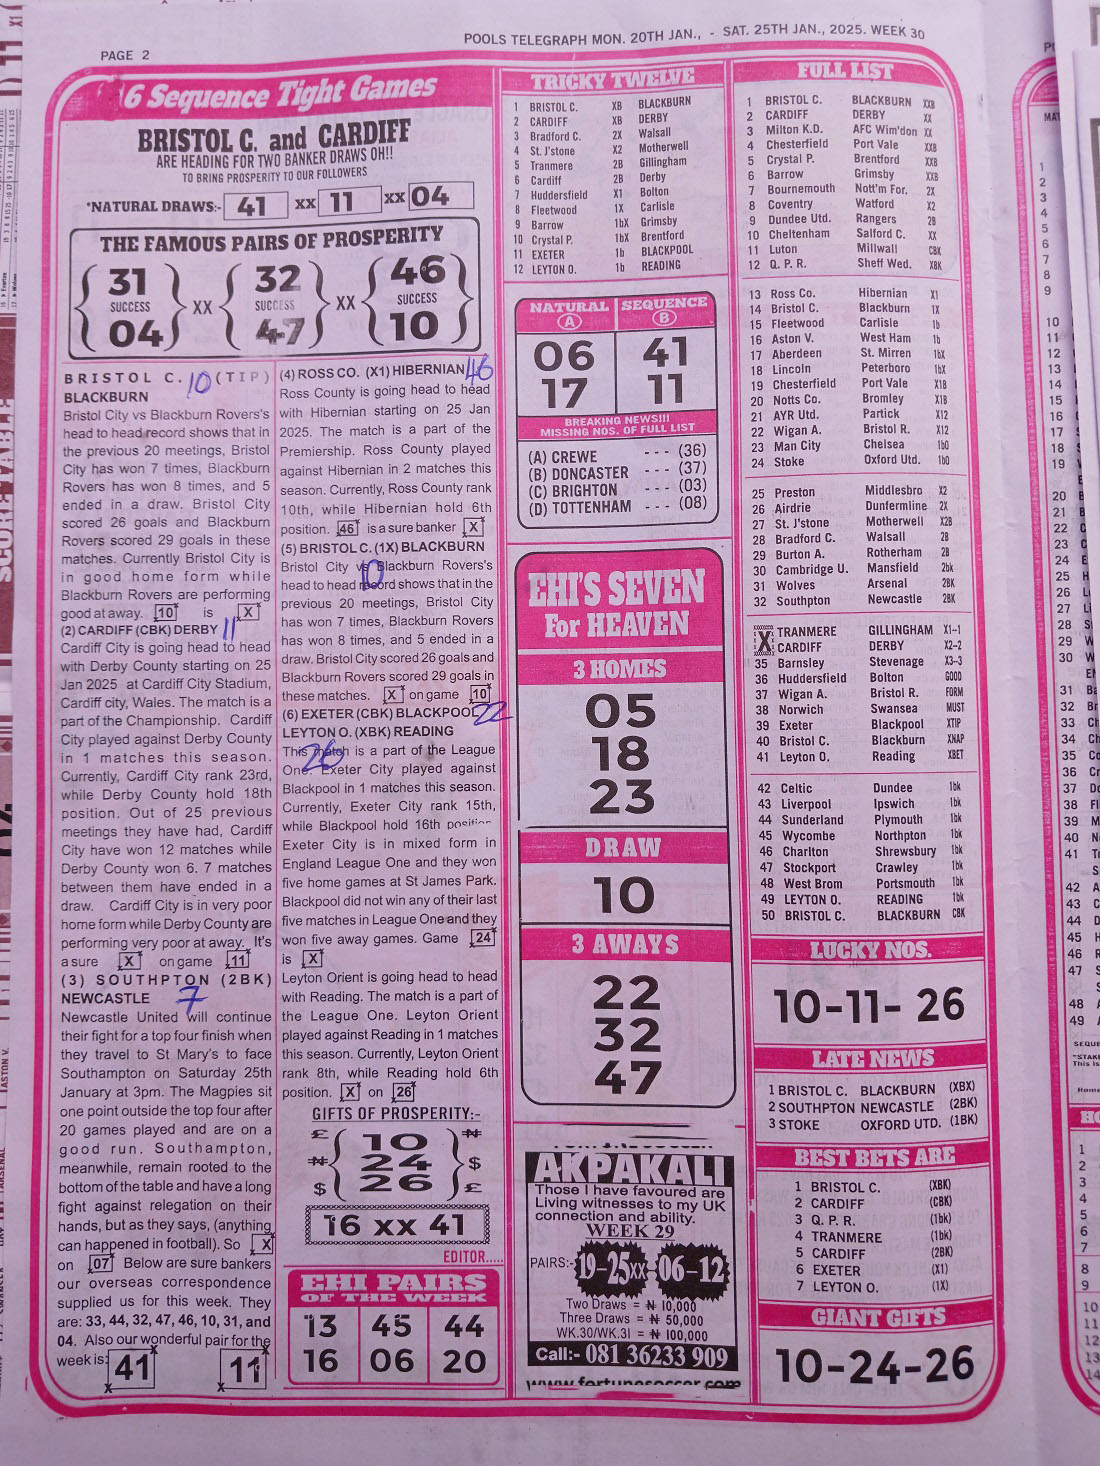 PAGE 2
POOLS TELEGRAPH MON. 20TH JAN., - SAT. 25TH JAN., 2025. WEEK 30
6 Sequence Tight Games
BRISTOL C. and CARDIFF
ARE HEADING FOR TWO BANKER DRAWS OH!!
TO BRING PROSPERITY TO OUR FOLLOWERS
*NATURAL DRAWS:- 41 xx 11 xx 04
THE FAMOUS PAIRS OF PROSPERITY
31 SUCCESS 04 XX 32 SUCCESS 47 XX 46 SUCCESS 10
BRISTOL C. 10 (TIP)
BLACKBURN
Bristol City vs Blackburn Rovers's
head to head record shows that in
the previous 20 meetings, Bristol
City has won 7 times, Blackburn
Rovers has won 8 times, and 5
ended in a draw. Bristol City
scored 26 goals and Blackburn
Rovers scored 29 goals in these
matches. Currently Bristol City is
in good home form while
Blackburn Rovers are performing
good at away. 10 is X
(2) CARDIFF (CBK) DERBY 11
Cardiff City is going head to head
with Derby County starting on 25
Jan 2025 at Cardiff City Stadium,
Cardiff city, Wales. The match is a
part of the Championship. Cardiff
City played against Derby County
in 1 matches this season.
Currently, Cardiff City rank 23rd,
while Derby County hold 18th
position. Out of 25 previous
meetings they have had, Cardiff
City have won 12 matches while
Derby County won 6. 7 matches
between them have ended in a
draw. Cardiff City is in very poor
home form while Derby County are
performing very poor at away. It's
a sure X on game 11
(3) SOUTHPTON (2BK)
NEWCASTLE 7
Newcastle United will continue
their fight for a top four finish when
they travel to St Mary's to face
Southampton on Saturday 25th
January at 3pm. The Magpies sit
one point outside the top four after
20 games played and are on a
good run. Southampton,
meanwhile, remain rooted to the
bottom of the table and have a long
fight against relegation on their
hands, but as they says, (anything
can happened in football). So X
on 07 Below are sure bankers
our overseas correspondence
supplied us for this week. They
are: 33, 44, 32, 47, 46, 10, 31, and
04. Also our wonderful pair for the
week is: 41 11
(4) ROSS CO. (X1) HIBERNIAN 46
Ross County is going head to head
with Hibernian starting on 25 Jan
2025. The match is a part of the
Premiership. Ross County played
against Hibernian in 2 matches this
season. Currently, Ross County rank
10th, while Hibernian hold 6th
position. 46 is a sure banker X
(5) BRISTOL C. (1X) BLACKBURN
10
Bristol City vs Blackburn Rovers's
head to head record shows that in the
previous 20 meetings, Bristol City
has won 7 times, Blackburn Rovers
has won 8 times, and 5 ended in a
draw. Bristol City scored 26 goals and
Blackburn Rovers scored 29 goals in
these matches. X on game 10
(6) EXETER (CBK) BLACKPOOL 22
LEYTON O. (XBK) READING
26
This match is a part of the League
One. Exeter City played against
Blackpool in 1 matches this season.
Currently, Exeter City rank 15th,
while Blackpool hold 16th position.
Exeter City is in mixed form in
England League One and they won
five home games at St James Park.
Blackpool did not win any of their last
five matches in League One and they
won five away games. Game 24
is X
Leyton Orient is going head to head
with Reading. The match is a part of
the League One. Leyton Orient
played against Reading in 1 matches
this season. Currently, Leyton Orient
rank 8th, while Reading hold 6th
position. X on 26
GIFTS OF PROSPERITY:-
£ 10 ₦
₦ 24 $
$ 26 £
16 xx 41
EDITOR.....
EHI PAIRS
OF THE WEEK
13 45 44
16 06 20
TRICKY TWELVE
1 BRISTOL C. XB BLACKBURN
2 CARDIFF XB DERBY
3 Bradford C. 2X Walsall
4 St. J'stone X2 Motherwell
5 Tranmere 2B Gillingham
6 Cardiff 2B Derby
7 Huddersfield X1 Bolton
8 Fleetwood 1X Carlisle
9 Barrow 1bX Grimsby
10 Crystal P. 1bX Brentford
11 EXETER 1b BLACKPOOL
12 LEYTON O. 1b READING
NATURAL SEQUENCE
A B
06 41
17 11
BREAKING NEWS!!!
MISSING NOS. OF FULL LIST
(A) CREWE - - - (36)
(B) DONCASTER - - - (37)
(C) BRIGHTON - - - (03)
(D) TOTTENHAM - - - (08)
EHI'S SEVEN
For HEAVEN
3 HOMES
05
18
23
DRAW
10
3 AWAYS
22
32
47
AKPAKALI
Those I have favoured are
Living witnesses to my UK
connection and ability.
WEEK 29
PAIRS:- 19-25 xx 06-12
Two Draws = ₦ 10,000
Three Draws = ₦ 50,000
WK.30/WK.31 = ₦ 100,000
Call:- 081 36233 909
www.fortunesoccer.com
FULL LIST
1 BRISTOL C. BLACKBURN XXB
2 CARDIFF DERBY XX
3 Milton K.D. AFC Wim'don XX
4 Chesterfield Port Vale XXB
5 Crystal P. Brentford XXB
6 Barrow Grimsby XXB
7 Bournemouth Nott'm For. 2X
8 Coventry Watford X2
9 Dundee Utd. Rangers 2B
10 Cheltenham Salford C. XX
11 Luton Millwall CBK
12 Q. P. R. Sheff Wed. XBK
13 Ross Co. Hibernian X1
14 Bristol C. Blackburn 1X
15 Fleetwood Carlisle 1b
16 Aston V. West Ham 1b
17 Aberdeen St. Mirren 1bX
18 Lincoln Peterboro 1bX
19 Chesterfield Port Vale X1B
20 Notts Co. Bromley X1B
21 AYR Utd. Partick X12
22 Wigan A. Bristol R. X12
23 Man City Chelsea 1b0
24 Stoke Oxford Utd. 1b0
25 Preston Middlesbro X2
26 Airdrie Dunfermline 2X
27 St. J'stone Motherwell X2B
28 Bradford C. Walsall 2B
29 Burton A. Rotherham 2B
30 Cambridge U. Mansfield 2bk
31 Wolves Arsenal 2BK
32 Southpton Newcastle 2BK
X TRANMERE GILLINGHAM X1-1
CARDIFF DERBY X2-2
35 Barnsley Stevenage X3-3
36 Huddersfield Bolton GOOD
37 Wigan A. Bristol R. FORM
38 Norwich Swansea MUST
39 Exeter Blackpool XTIP
40 Bristol C. Blackburn XNAP
41 Leyton O. Reading XBET
42 Celtic Dundee 1bk
43 Liverpool Ipswich 1bk
44 Sunderland Plymouth 1bk
45 Wycombe Northpton 1bk
46 Charlton Shrewsbury 1bk
47 Stockport Crawley 1bk
48 West Brom Portsmouth 1bk
49 LEYTON O. READING 1bk
50 BRISTOL C. BLACKBURN CBK
LUCKY NOS.
10-11-26
LATE NEWS
1 BRISTOL C. BLACKBURN (XBX)
2 SOUTHPTON NEWCASTLE (2BK)
3 STOKE OXFORD UTD. (1BK)
BEST BETS ARE
1 BRISTOL C. (XBK)
2 CARDIFF (CBK)
3 Q. P. R. (1bk)
4 TRANMERE (1bk)
5 CARDIFF (2BK)
6 EXETER (X1)
7 LEYTON O. (1X)
GIANT GIFTS
10-24-26